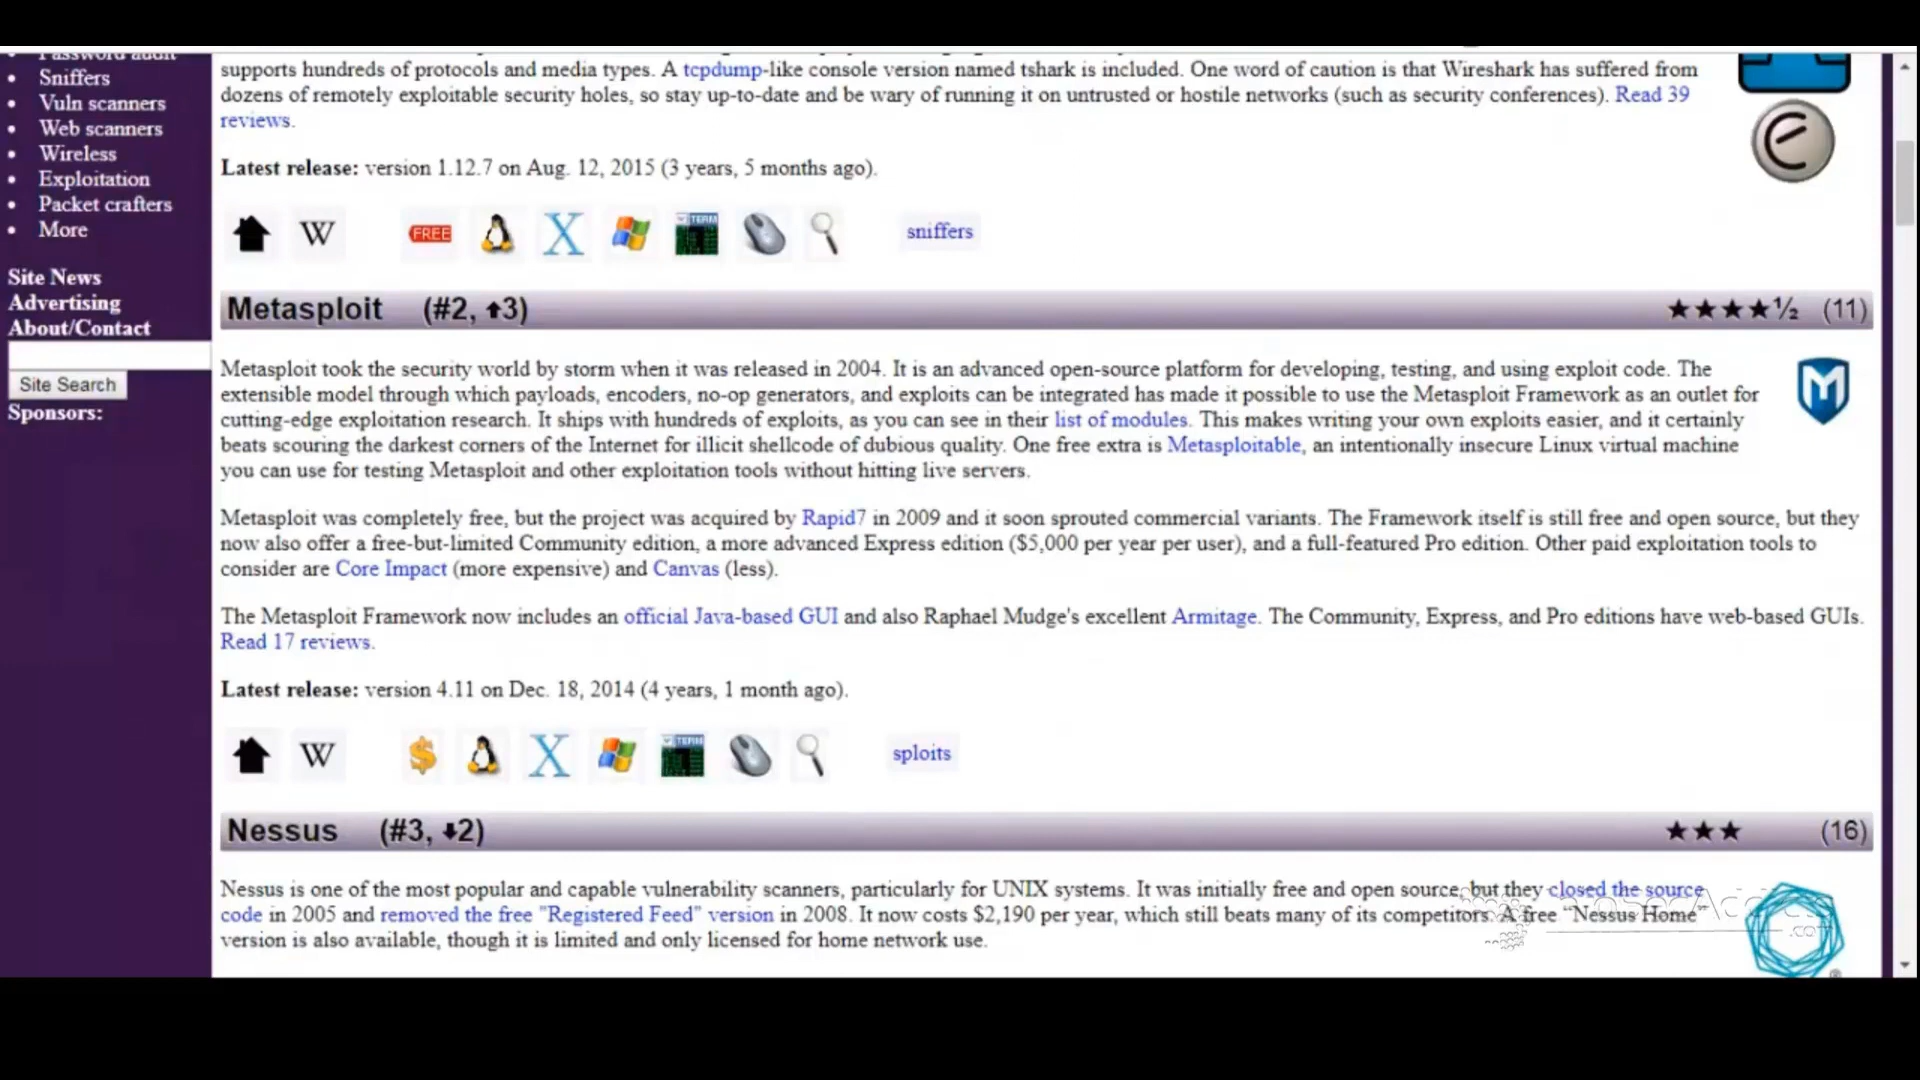 Password audit
Sniffers
Vuln scanners
Web scanners
Wireless
Exploitation
Packet crafters
More
Site News
Advertising
About/Contact
Site Search
Sponsors:
supports hundreds of protocols and media types. A tcpdump-like console version named tshark is included. One word of caution is that Wireshark has suffered from
dozens of remotely exploitable security holes, so stay up-to-date and be wary of running it on untrusted or hostile networks (such as security conferences). Read 39
reviews.
Latest release: version 1.12.7 on Aug. 12, 2015 (3 years, 5 months ago).
W FREE X TERM sniffers
Metasploit (#2, ⬆3) ★★★★½ (11)
Metasploit took the security world by storm when it was released in 2004. It is an advanced open-source platform for developing, testing, and using exploit code. The
extensible model through which payloads, encoders, no-op generators, and exploits can be integrated has made it possible to use the Metasploit Framework as an outlet for
cutting-edge exploitation research. It ships with hundreds of exploits, as you can see in their list of modules. This makes writing your own exploits easier, and it certainly
beats scouring the darkest corners of the Internet for illicit shellcode of dubious quality. One free extra is Metasploitable, an intentionally insecure Linux virtual machine
you can use for testing Metasploit and other exploitation tools without hitting live servers.
Metasploit was completely free, but the project was acquired by Rapid7 in 2009 and it soon sprouted commercial variants. The Framework itself is still free and open source, but they
now also offer a free-but-limited Community edition, a more advanced Express edition ($5,000 per year per user), and a full-featured Pro edition. Other paid exploitation tools to
consider are Core Impact (more expensive) and Canvas (less).
The Metasploit Framework now includes an official Java-based GUI and also Raphael Mudge's excellent Armitage. The Community, Express, and Pro editions have web-based GUIs.
Read 17 reviews.
Latest release: version 4.11 on Dec. 18, 2014 (4 years, 1 month ago).
W $ X TERM sploits
Nessus (#3, ⬇2) ★★★ (16)
Nessus is one of the most popular and capable vulnerability scanners, particularly for UNIX systems. It was initially free and open source, but they closed the source
code in 2005 and removed the free "Registered Feed" version in 2008. It now costs $2,190 per year, which still beats many of its competitors. A free "Nessus Home"
version is also available, though it is limited and only licensed for home network use.
.com